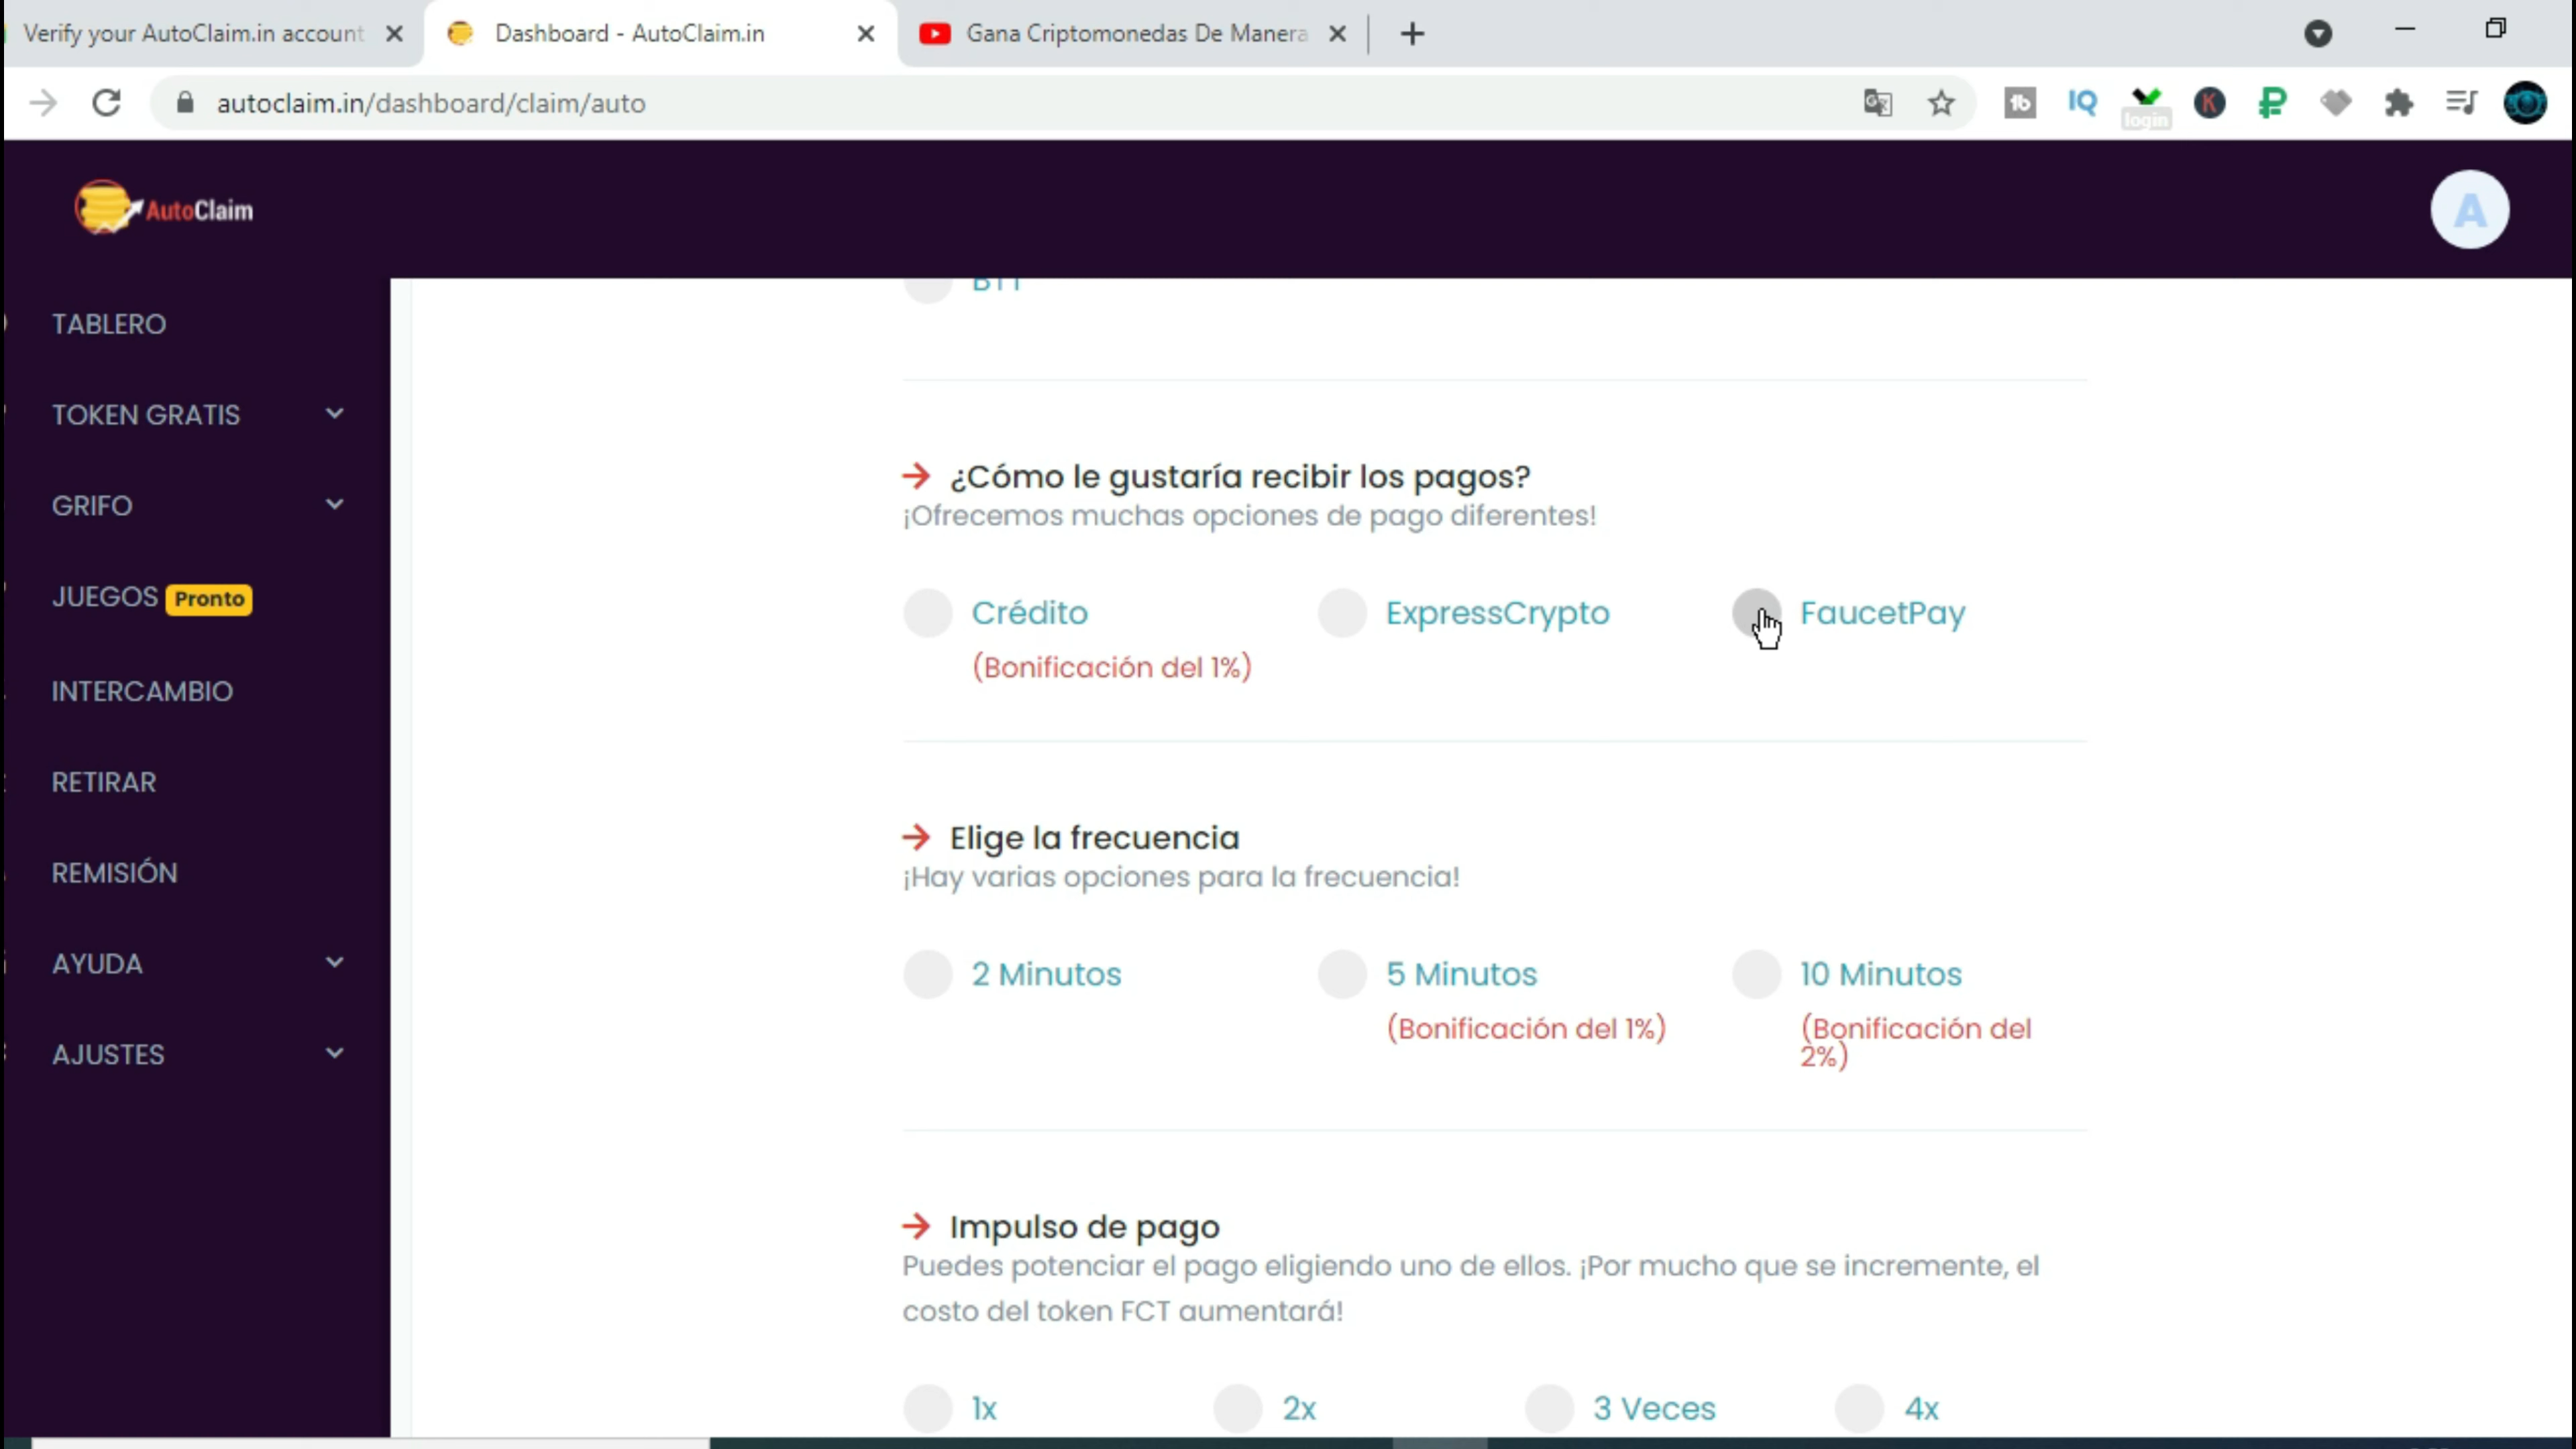 Verify your AutoClaim.in account
Dashboard - AutoClaim.in
Gana Criptomonedas De Manera
autoclaim.in/dashboard/claim/auto
tb
IQ
login
K
AutoClaim
A
TABLERO
TOKEN GRATIS
GRIFO
JUEGOS Pronto
INTERCAMBIO
RETIRAR
REMISIÓN
AYUDA
AJUSTES
BTT
¿Cómo le gustaría recibir los pagos?
¡Ofrecemos muchas opciones de pago diferentes!
Crédito
(Bonificación del 1%)
ExpressCrypto
FaucetPay
Elige la frecuencia
¡Hay varias opciones para la frecuencia!
2 Minutos
5 Minutos
(Bonificación del 1%)
10 Minutos
(Bonificación del
2%)
Impulso de pago
Puedes potenciar el pago eligiendo uno de ellos. ¡Por mucho que se incremente, el
costo del token FCT aumentará!
1x
2x
3 Veces
4x